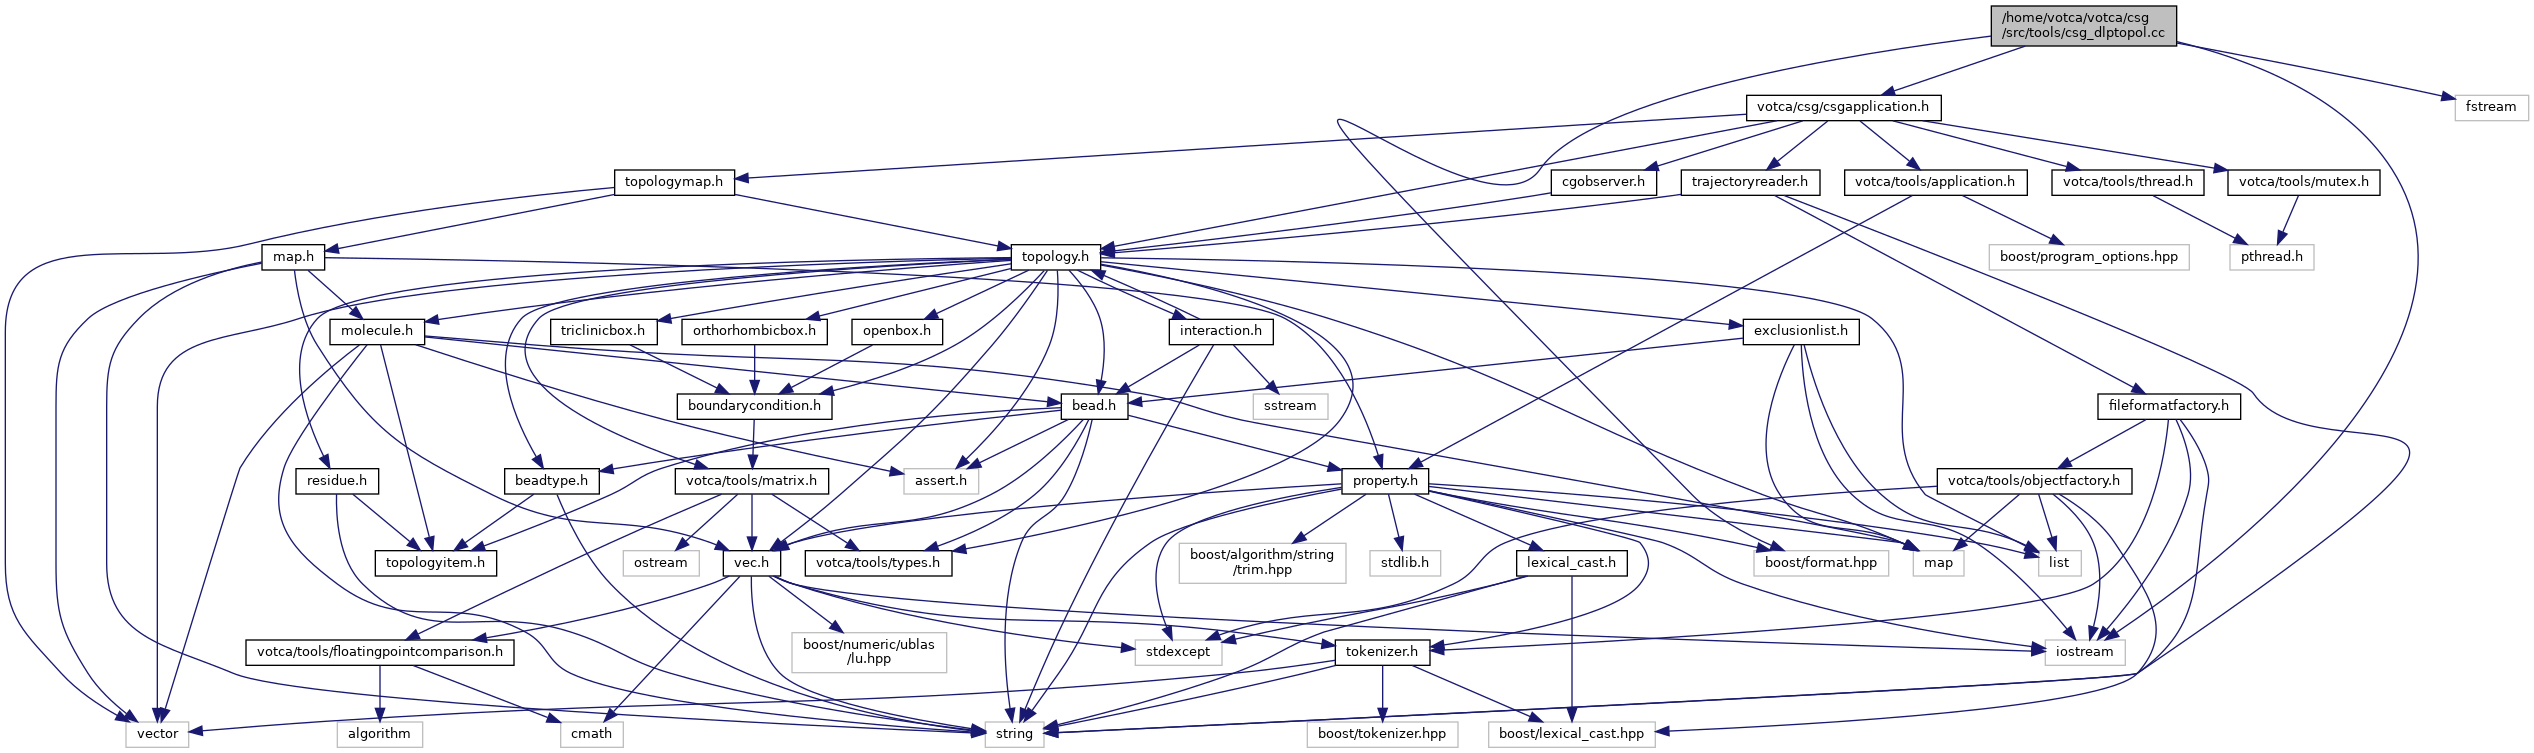 /home/votca/votca/csg
/src/tools/csg_dlptopol.cc
votca/csg/csgapplication.h
fstream
topologymap.h
cgobserver.h
trajectoryreader.h
votca/tools/application.h
votca/tools/thread.h
votca/tools/mutex.h
map.h
topology.h
boost/program_options.hpp
pthread.h
molecule.h
triclinicbox.h
orthorhombicbox.h
openbox.h
interaction.h
exclusionlist.h
boundarycondition.h
bead.h
sstream
fileformatfactory.h
residue.h
beadtype.h
votca/tools/matrix.h
assert.h
property.h
votca/tools/objectfactory.h
topologyitem.h
ostream
vec.h
votca/tools/types.h
boost/algorithm/string
/trim.hpp
stdlib.h
lexical_cast.h
boost/format.hpp
map
list
votca/tools/floatingpointcomparison.h
boost/numeric/ublas
/lu.hpp
stdexcept
tokenizer.h
iostream
vector
algorithm
cmath
string
boost/tokenizer.hpp
boost/lexical_cast.hpp